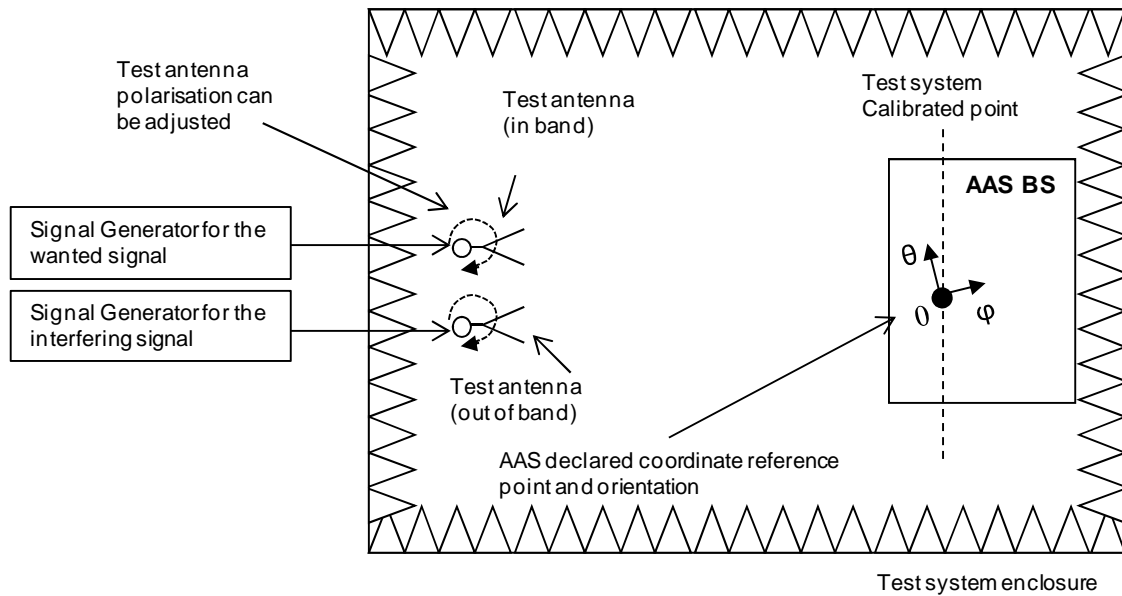 Test antenna
polarisation can
be adjusted
Test antenna
(in band)
Test system
Calibrated point
AAS BS
Signal Generator for the
wanted signal
θ
0
φ
Signal Generator for the
interfering signal
Test antenna
(out of band)
AAS declared coordinate reference
point and orientation
Test system enclosure